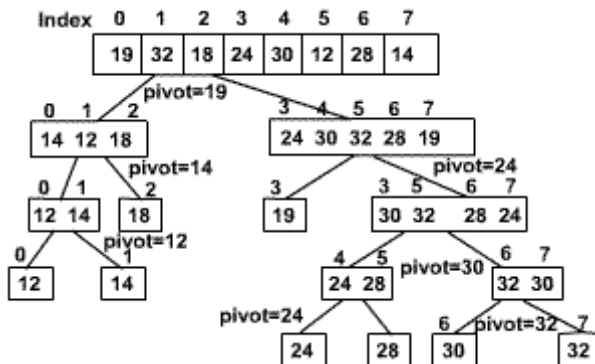 Index 0 1 2 3 4 5 6 7
19 32 18 24 30 12 28 14
pivot=19
0 1 2
3 4 5 6 7
14 12 18
24 30 32 28 19
pivot=14
pivot=24
0 1
2
3
3 5 6 7
12 14
18
19
30 32 28 24
pivot=12
0
1
4 5
pivot=30
6 7
12
14
24 28
32 30
pivot=24
6
pivot=32
7
24
28
30
32